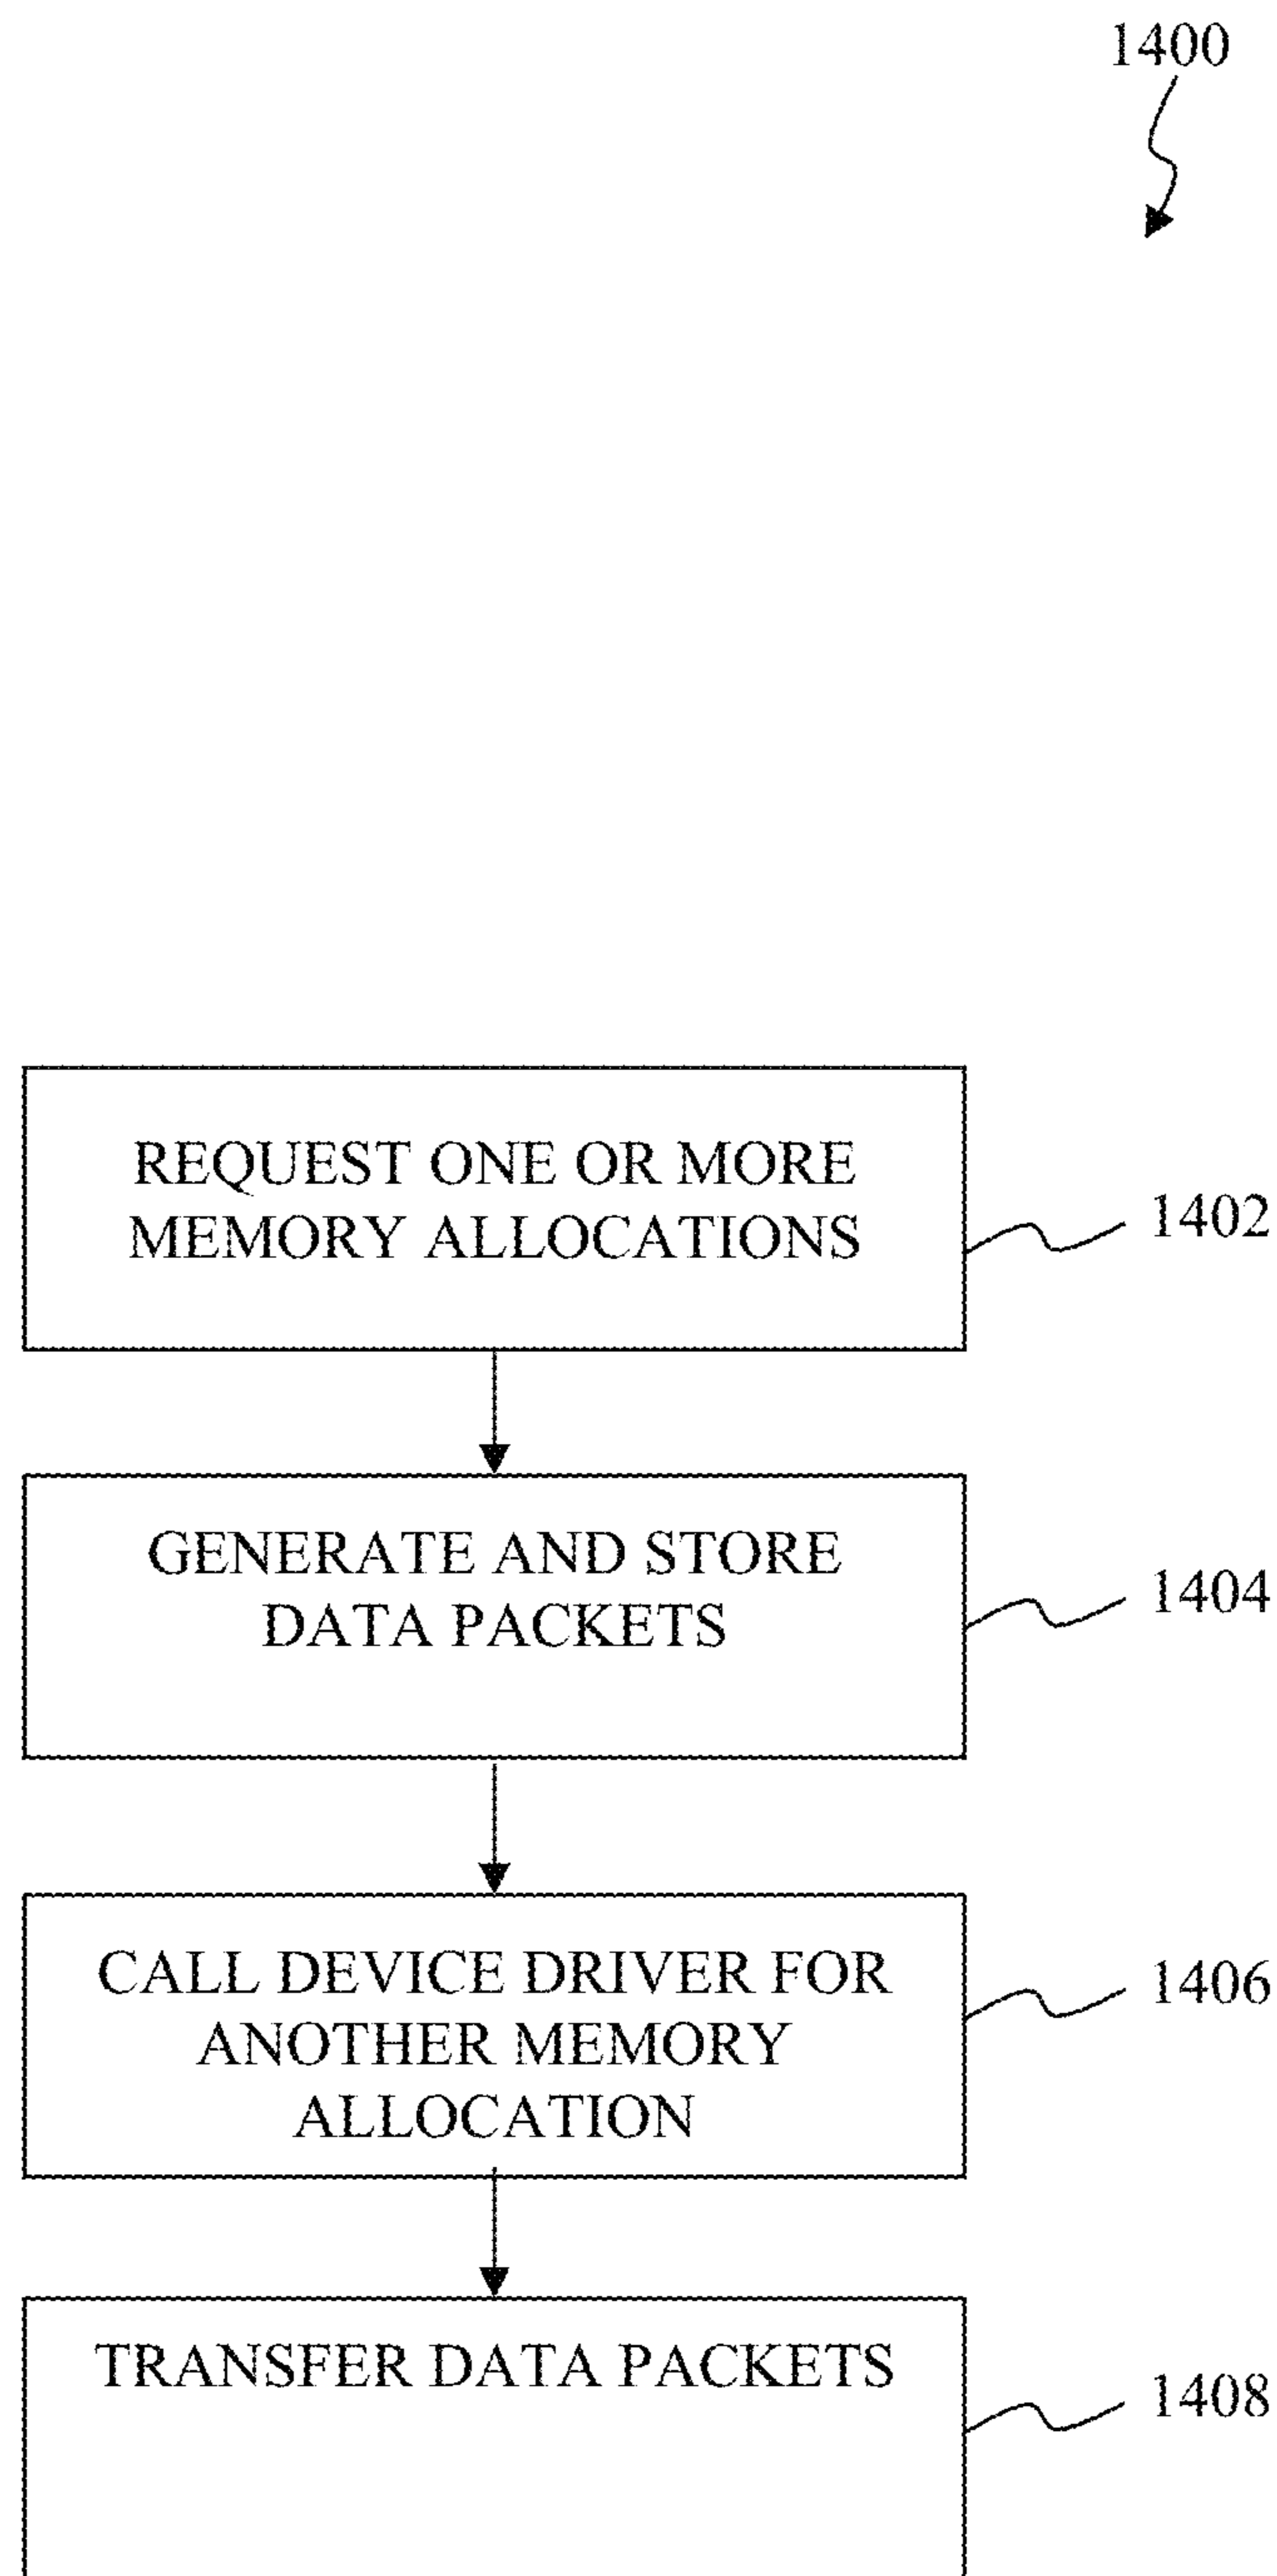 1400
REQUEST ONE OR MORE
MEMORY ALLOCATIONS
1402
GENERATE AND STORE
DATA PACKETS
1404
CALL DEVICE DRIVER FOR
ANOTHER MEMORY
ALLOCATION
1406
TRANSFER DATA PACKETS
1408